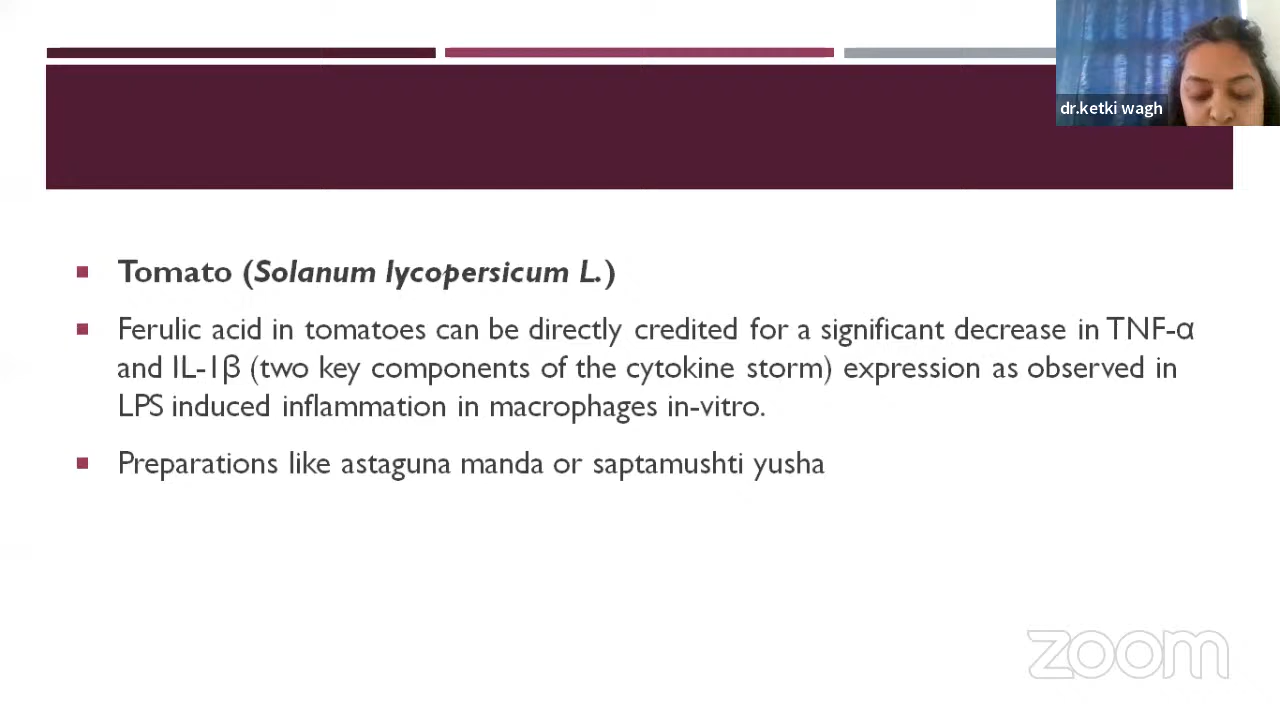 dr.ketki wagh
Tomato (Solanum lycopersicum L.)
Ferulic acid in tomatoes can be directly credited for a significant decrease in TNF-α
and IL-1β (two key components of the cytokine storm) expression as observed in
LPS induced inflammation in macrophages in-vitro.
Preparations like astaguna manda or saptamushti yusha
zoom